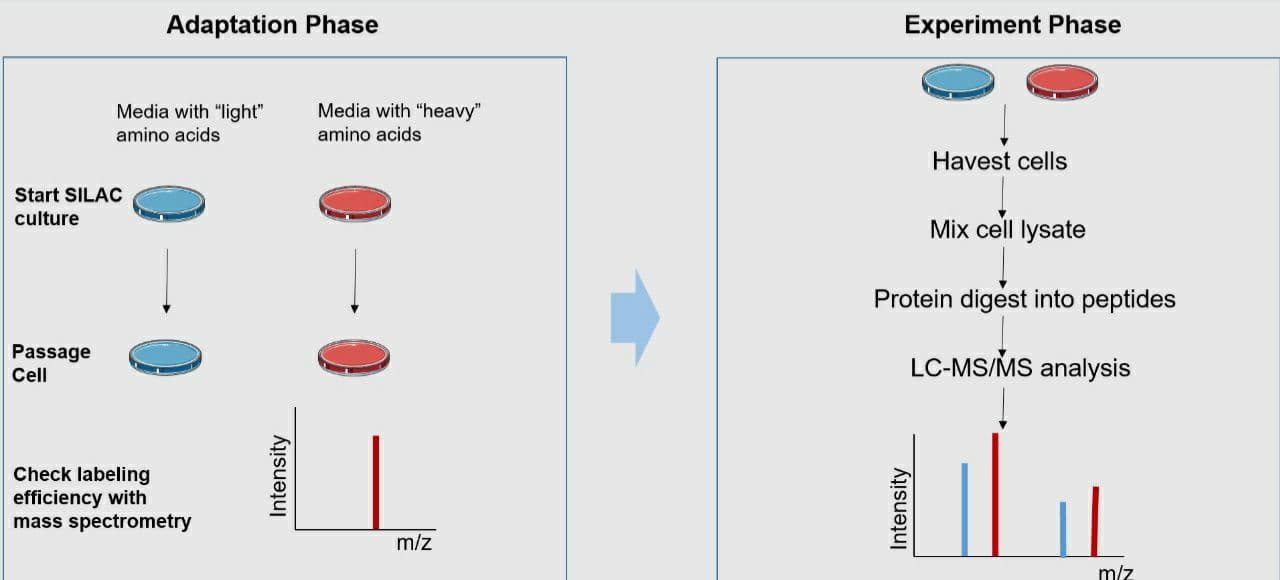 Adaptation Phase
Media with “light”
amino acids
Media with “heavy”
amino acids
Start SILAC
culture
Passage
Cell
Check labeling
efficiency with
mass spectrometry
Intensity
m/z
Experiment Phase
Havest cells
Mix cell lysate
Protein digest into peptides
LC-MS/MS analysis
Intensity
m/z